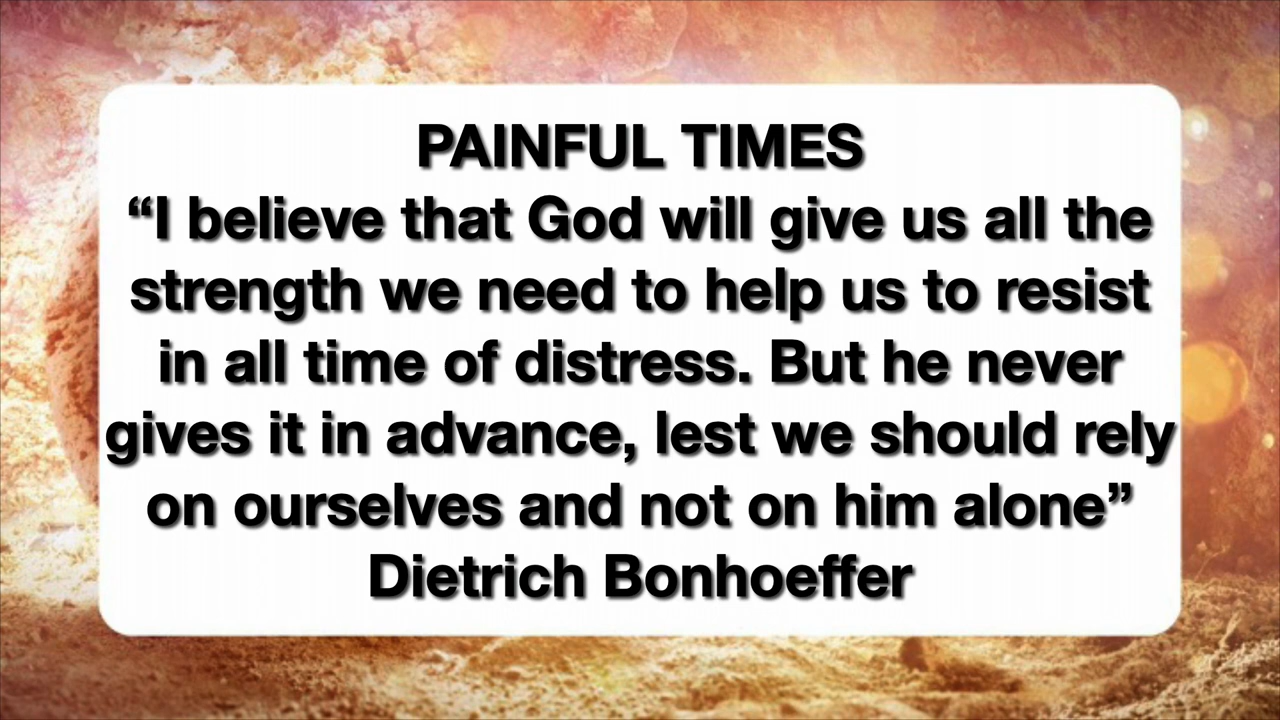 PAINFUL TIMES
“I believe that God will give us all the
strength we need to help us to resist
in all time of distress. But he never
gives it in advance, lest we should rely
on ourselves and not on him alone”
Dietrich Bonhoeffer